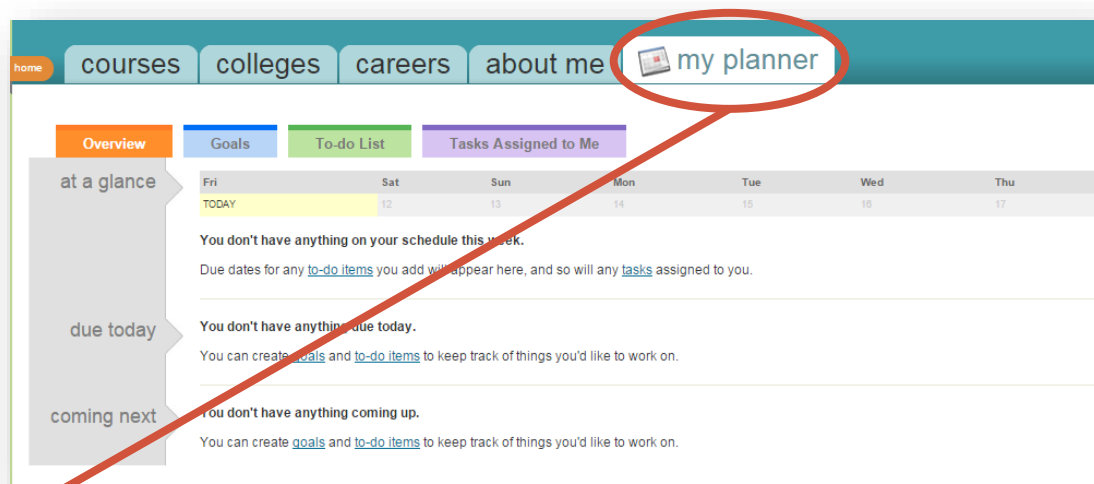 home courses colleges careers about me my planner
Overview Goals To-do List Tasks Assigned to Me
at a glance
Fri Sat Sun Mon Tue Wed Thu
TODAY 12 13 14 15 16 17
You don't have anything on your schedule this week.
Due dates for any to-do items you add will appear here, and so will any tasks assigned to you.
due today
You don't have anything due today.
You can create goals and to-do items to keep track of things you'd like to work on.
coming next
You don't have anything coming up.
You can create goals and to-do items to keep track of things you'd like to work on.